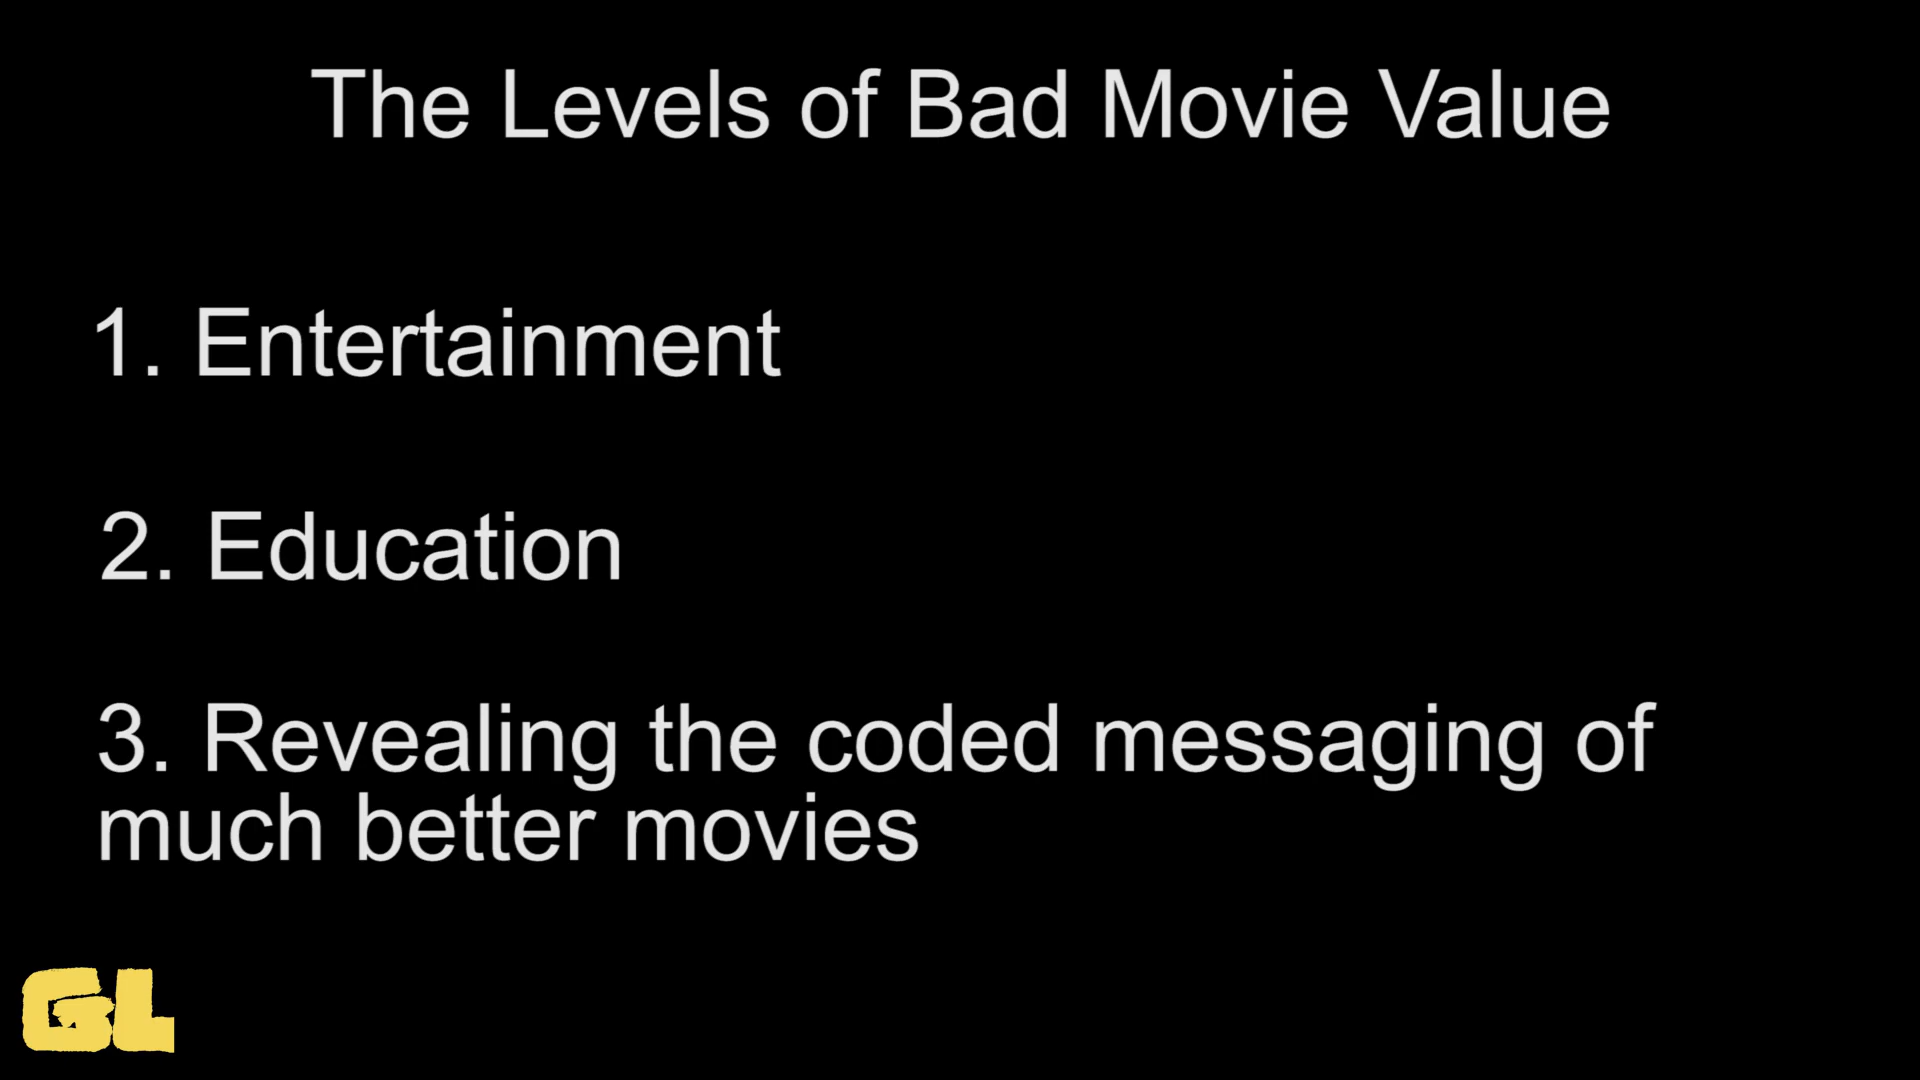 The Levels of Bad Movie Value
1. Entertainment
2. Education
3. Revealing the coded messaging of
much better movies
GL